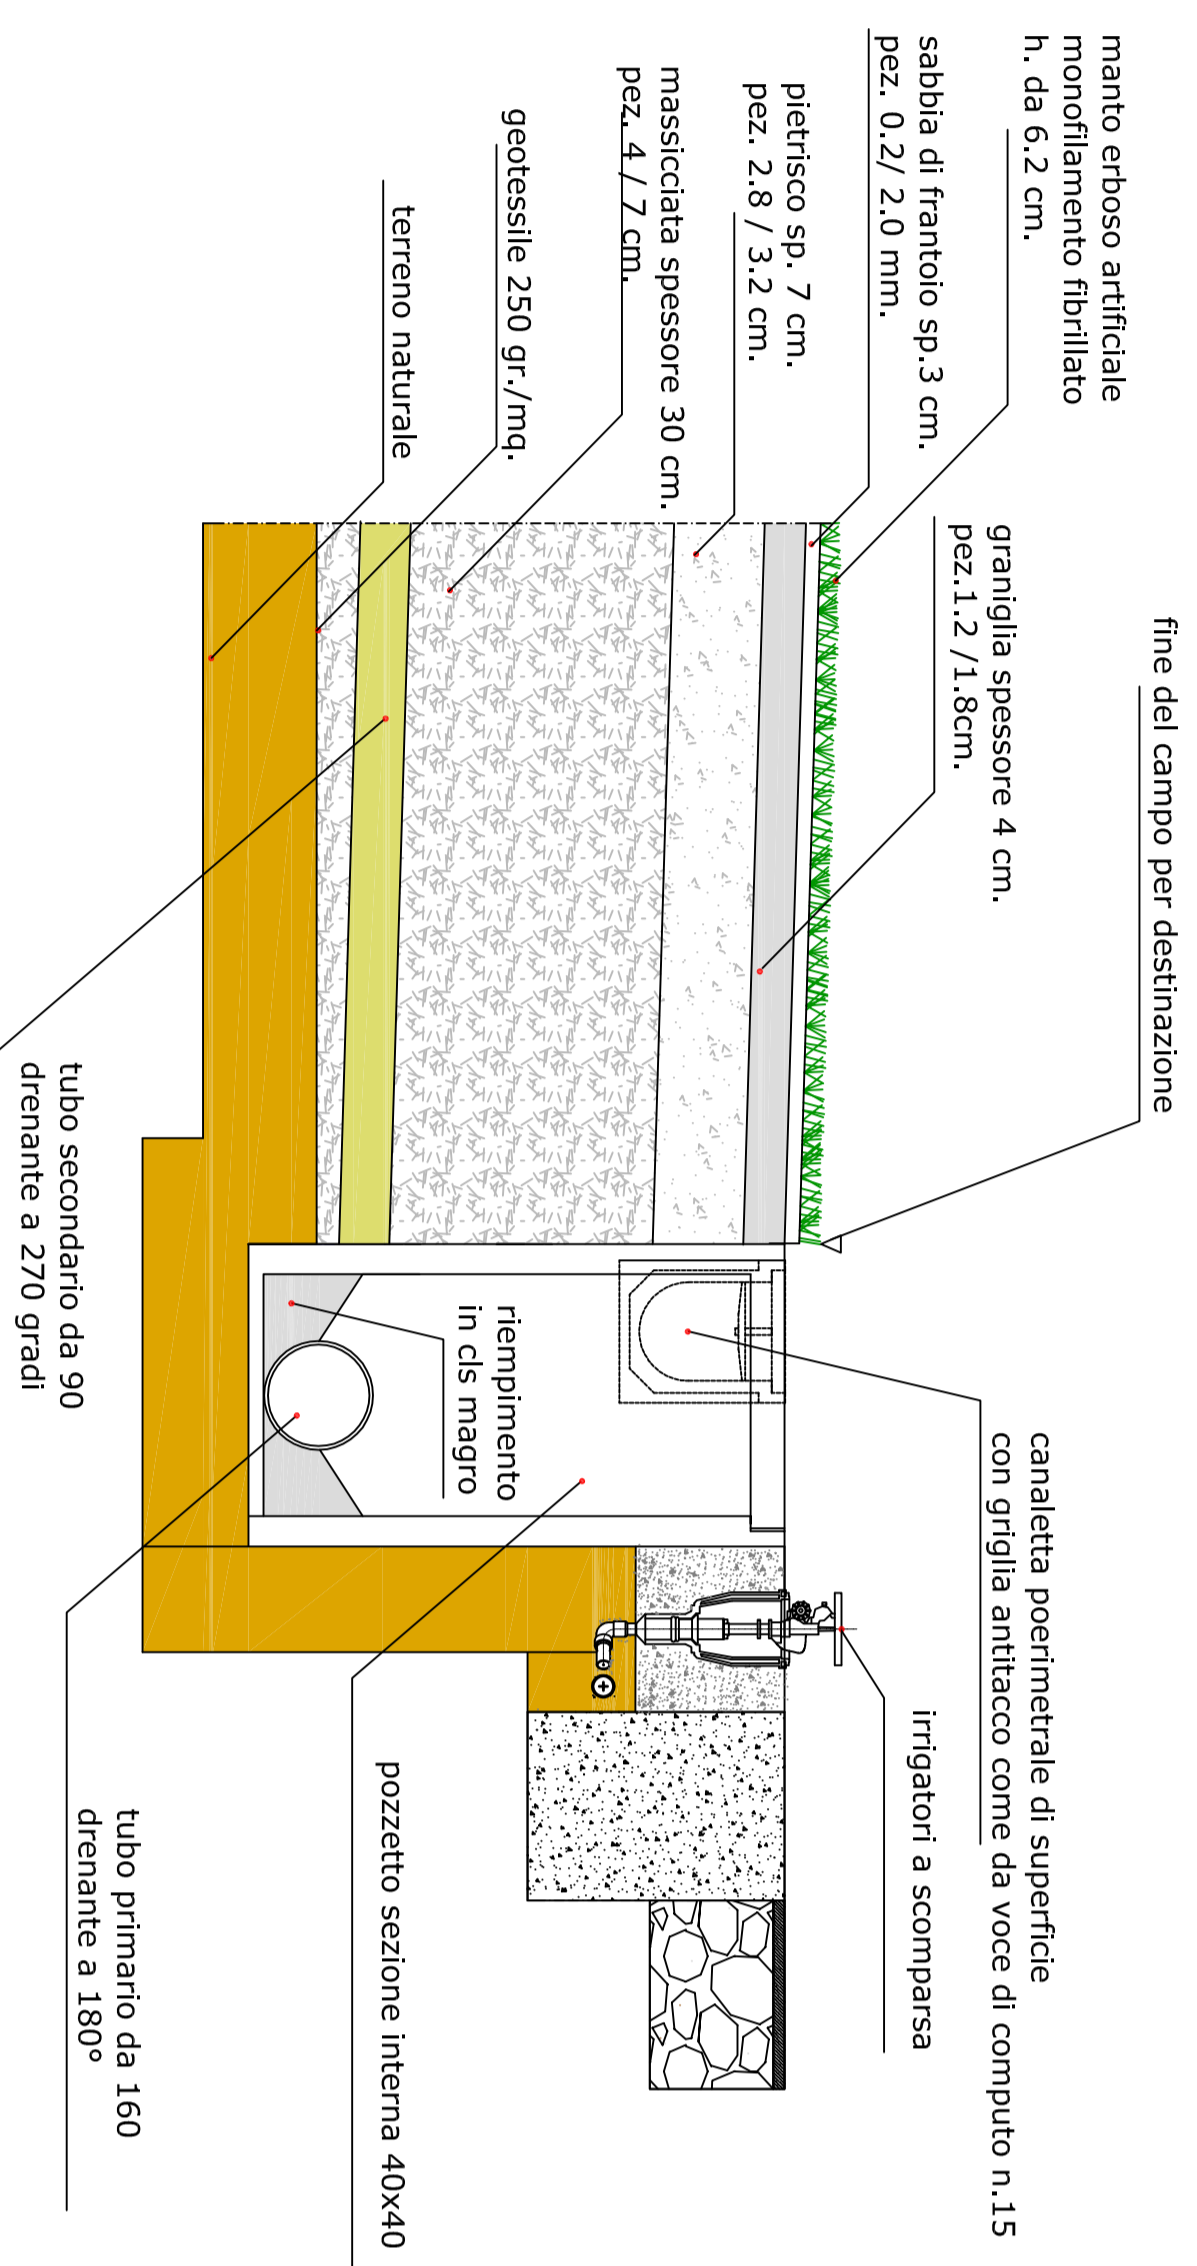 fine del campo per destinazione
manto erboso artificiale
monofilamento fibrillato
h. da 6.2 cm.
sabbia di frantoio sp.3 cm.
pez. 0.2/ 2.0 mm.
graniglia spessore 4 cm.
pez.1.2 /1.8cm.
pietrisco sp. 7 cm.
pez. 2.8 / 3.2 cm.
massicciata spessore 30 cm.
pez. 4 / 7 cm.
geotessile 250 gr./mq.
terreno naturale
tubo secondario da 90
drenante a 270 gradi
riempimento
in cls magro
canaletta poerimetrale di superficie
con griglia antitacco come da voce di computo n.15
irrigatori a scomparsa
pozzetto sezione interna 40x40
tubo primario da 160
drenante a 180°